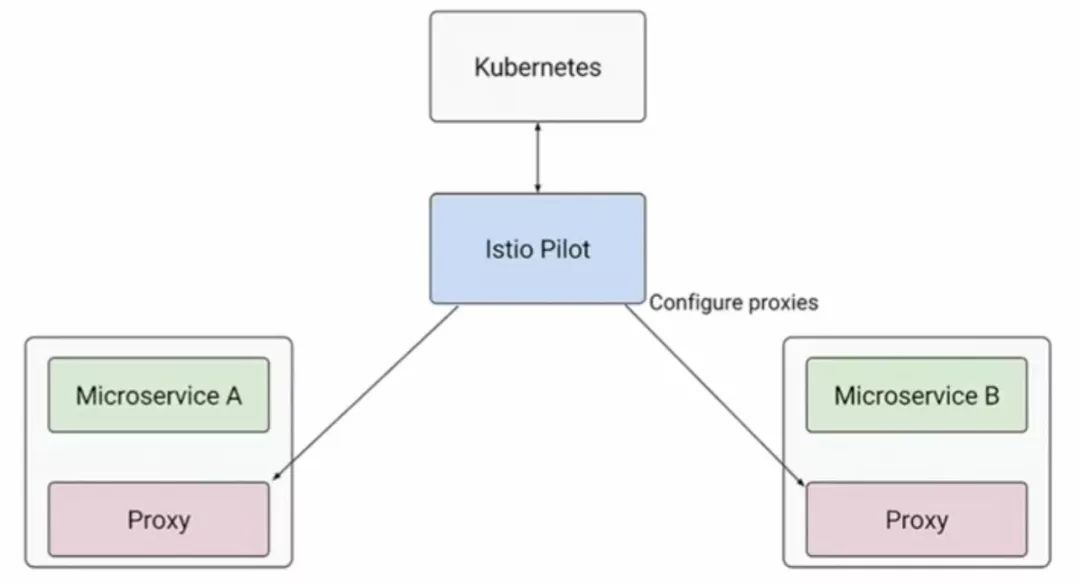 Kubernetes
Istio Pilot
Configure proxies
Microservice A
Microservice B
Proxy
Proxy